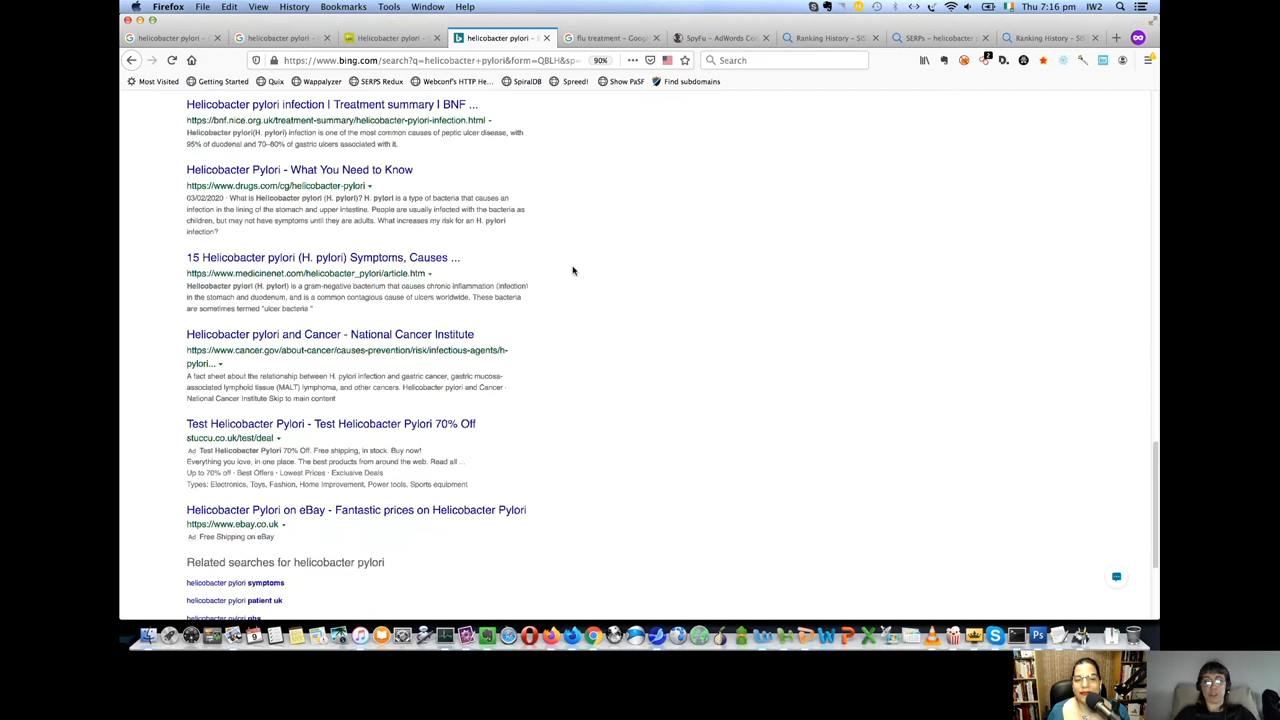 Firefox File Edit View History Bookmarks Tools Window Help Thu 7:16 pm IW2
helicobacter pylori - helicobacter pylori - Helicobacter pylori - helicobacter pylori - flu treatment - Goog SpyFu - AdWords Co Ranking History - SIS SERPs - helicobacter p Ranking History - SIS
https://www.bing.com/search?q=helicobacter+pylori&form=QBLH&sp 90% Search
Most Visited Getting Started Quix Wappalyzer SERPS Redux Webconf's HTTP He... SpiralDB Spreed! Show PaSF Find subdomains
Helicobacter pylori infection | Treatment summary | BNF ...
https://bnf.nice.org.uk/treatment-summary/helicobacter-pylori-infection.html
Helicobacter pylori(H. pylori) infection is one of the most common causes of peptic ulcer disease, with
95% of duodenal and 70–80% of gastric ulcers associated with it.
Helicobacter Pylori - What You Need to Know
https://www.drugs.com/cg/helicobacter-pylori
03/02/2020 · What is Helicobacter pylori (H. pylori)? H. pylori is a type of bacteria that causes an
infection in the lining of the stomach and upper intestine. People are usually infected with the bacteria as
children, but may not have symptoms until they are adults. What increases my risk for an H. pylori
infection?
15 Helicobacter pylori (H. pylori) Symptoms, Causes ...
https://www.medicinenet.com/helicobacter_pylori/article.htm
Helicobacter pylori (H. pylori) is a gram-negative bacterium that causes chronic inflammation (infection)
in the stomach and duodenum, and is a common contagious cause of ulcers worldwide. These bacteria
are sometimes termed "ulcer bacteria "
Helicobacter pylori and Cancer - National Cancer Institute
https://www.cancer.gov/about-cancer/causes-prevention/risk/infectious-agents/h-
pylori...
A fact sheet about the relationship between H. pylori infection and gastric cancer, gastric mucosa-
associated lymphoid tissue (MALT) lymphoma, and other cancers. Helicobacter pylori and Cancer -
National Cancer Institute Skip to main content
Test Helicobacter Pylori - Test Helicobacter Pylori 70% Off
stuccu.co.uk/test/deal
Ad Test Helicobacter Pylori 70% Off. Free shipping, in stock. Buy now!
Everything you love, in one place. The best products from around the web. Read all ...
Up to 70% off · Best Offers · Lowest Prices · Exclusive Deals
Types: Electronics, Toys, Fashion, Home Improvement, Power tools, Sports equipment
Helicobacter Pylori on eBay - Fantastic prices on Helicobacter Pylori
https://www.ebay.co.uk
Ad Free Shipping on eBay
Related searches for helicobacter pylori
helicobacter pylori symptoms
helicobacter pylori patient uk
helicobacter pylori nhs